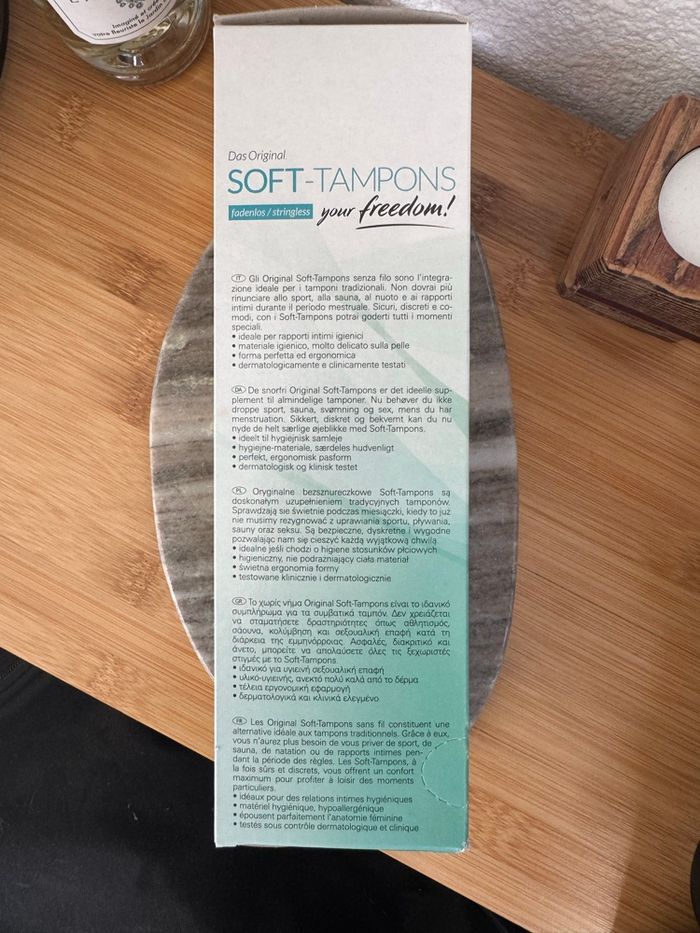 Imaginé et créé
votre fleuriste le Jardin
Das Original.
SOFT-TAMPONS
fadenlos / stringless your freedom!
IT Gli Original Soft-Tampons senza filo sono l'integra-
zione ideale per i tamponi tradizionali. Non dovrai più
rinunciare allo sport, alla sauna, al nuoto e ai rapporti
intimi durante il periodo mestruale. Sicuri, discreti e co-
modi, con i Soft-Tampons potrai goderti tutti i momenti
speciali.
• ideale per rapporti intimi igienici
• materiale igienico, molto delicato sulla pelle
• forma perfetta ed ergonomica
• dermatologicamente e clinicamente testati
DA De snorfri Original Soft-Tampons er det ideelle sup-
plement til almindelige tamponer. Nu behøver du ikke
droppe sport, sauna, svømning og sex, mens du har
menstruation. Sikkert, diskret og bekvemt kan du nu
nyde de helt særlige øjeblikke med Soft-Tampons.
• ideelt til hygiejnisk samleje
• hygiejne-materiale, særdeles hudvenligt
• perfekt, ergonomisk pasform
• dermatologisk og klinisk testet
PL Oryginalne bezsznureczkowe Soft-Tampons są
doskonałym uzupełnieniem tradycyjnych tamponów.
Sprawdzają sie świetnie podczas miesiączki, kiedy to już
nie musimy rezygnować z uprawiania sportu, pływania,
sauny oraz seksu. Są bezpieczne, dyskretne i wygodne
pozwalając nam się cieszyć każdą wyjątkową chwilą.
• idealne jeśli chodzi o higiene stosunków płciowych
• higieniczny, nie podrazniający ciała materiał
• świetna ergonomia formy
• testowane klinicznie i dermatologicznie
GR Το χωρίς νήμα Original Soft-Tampons είναι το ιδανικό
συμπλήρωμα για τα συμβατικά ταμπόν. Δεν χρειάζεται
να σταματήσετε δραστηριότητες όπως αθλητισμός,
σάουνα, κολύμβηση και σεξουαλική επαφή κατά τη
διάρκεια της εμμηνόρροιας. Ασφαλές, διακριτικό και
άνετο, μπορείτε να απολαύσετε όλες τις ξεχωριστές
στιγμές με το Soft-Tampons.
• ιδανικό για υγιεινή σεξουαλική επαφή
• υλικό-υγιεινής, ανεκτό πολύ καλά από το δέρμα
• τέλεια εργονομική εφαρμογή
• δερματολογικά και κλινικά ελεγμένο
FR Les Original Soft-Tampons sans fil constituent une
alternative idéale aux tampons traditionnels. Grâce à eux,
vous n'aurez plus besoin de vous priver de sport, de
sauna, de natation ou de rapports intimes pen-
dant la période des règles. Les Soft-Tampons, à
la fois sûrs et discrets, vous offrent un confort
maximum pour profiter à loisir des moments
particuliers.
• idéaux pour des relations intimes hygiéniques
• matériel hygiénique, hypoallergénique
• épousent parfaitement l'anatomie féminine
• testés sous contrôle dermatologique et clinique